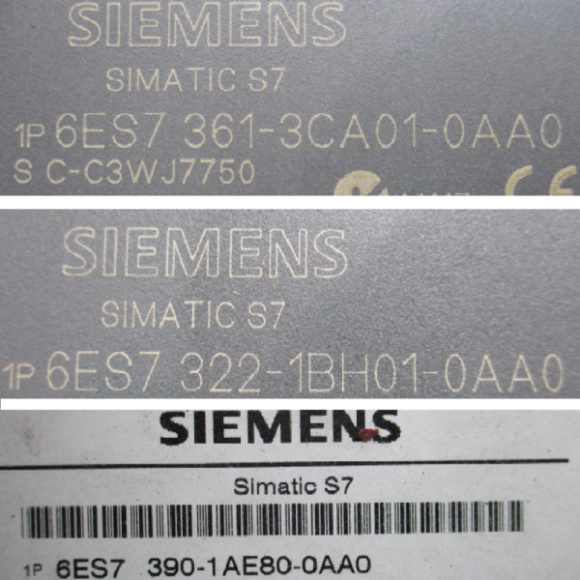 SIEMENS
SIMATIC S7
1P 6ES7 361-3CA01-0AA0
S C-C3WJ7750
CE
SIEMENS
SIMATIC S7
1P 6ES7 322-1BH01-0AA0
SIEMENS
Simatic S7
1P 6ES7 390-1AE80-0AA0